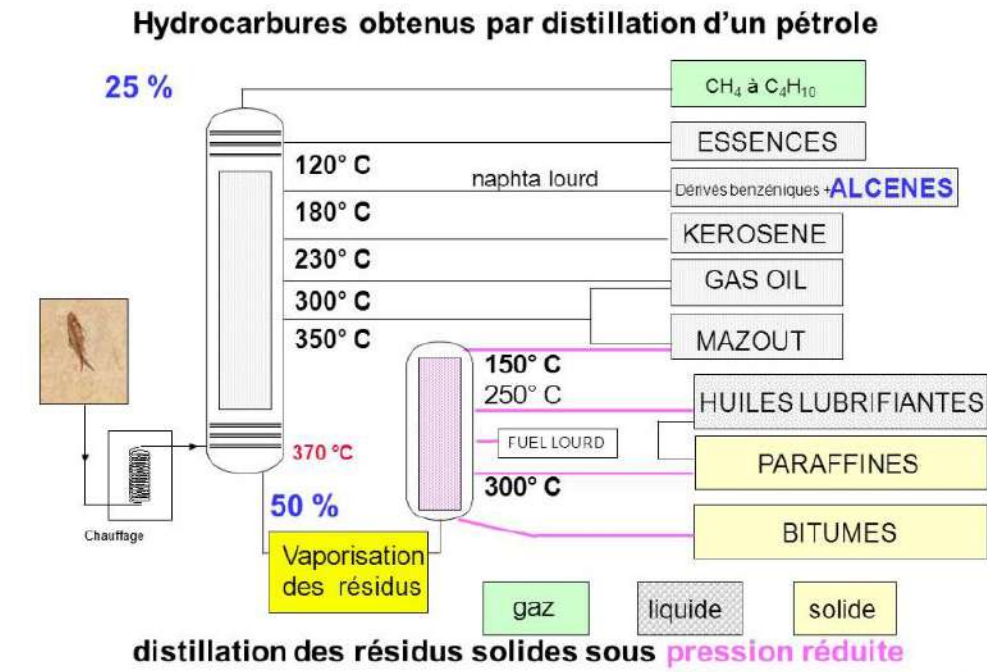 Hydrocarbures obtenus par distillation d'un pétrole
25 %
CH₄ à C₄H₁₀
ESSENCES
120° C
naphta lourd
Dérivés benzéniques +ALCENES
180° C
KEROSENE
230° C
GAS OIL
300° C
350° C
MAZOUT
150° C
250° C
HUILES LUBRIFIANTES
FUEL LOURD
370 °C
PARAFFINES
300° C
50 %
Chauffage
BITUMES
Vaporisation
des résidus
gaz
liquide
solide
distillation des résidus solides sous pression réduite